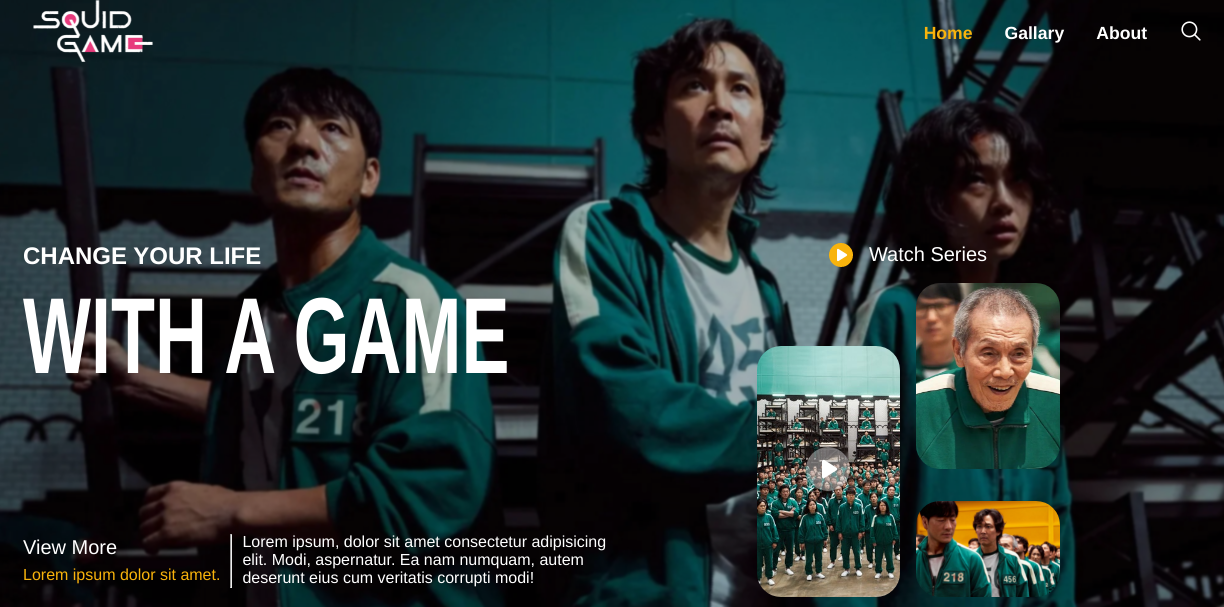 SQUID
GAME
Home
Gallary
About
CHANGE YOUR LIFE
WITH A GAME
Watch Series
218
456
218
View More
Lorem ipsum dolor sit amet.
Lorem ipsum, dolor sit amet consectetur adipisicing
elit. Modi, aspernatur. Ea nam numquam, autem
deserunt eius cum veritatis corrupti modi!